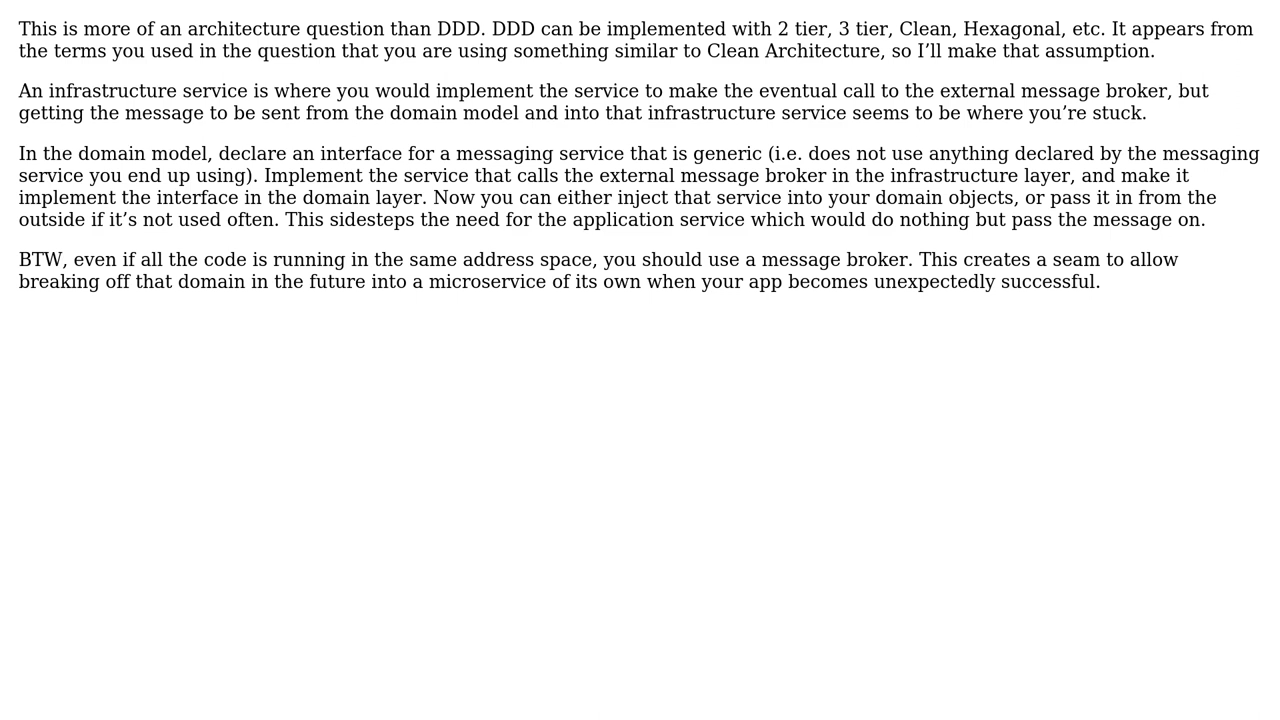 This is more of an architecture question than DDD. DDD can be implemented with 2 tier, 3 tier, Clean, Hexagonal, etc. It appears from
the terms you used in the question that you are using something similar to Clean Architecture, so I’ll make that assumption.
An infrastructure service is where you would implement the service to make the eventual call to the external message broker, but
getting the message to be sent from the domain model and into that infrastructure service seems to be where you’re stuck.
In the domain model, declare an interface for a messaging service that is generic (i.e. does not use anything declared by the messaging
service you end up using). Implement the service that calls the external message broker in the infrastructure layer, and make it
implement the interface in the domain layer. Now you can either inject that service into your domain objects, or pass it in from the
outside if it’s not used often. This sidesteps the need for the application service which would do nothing but pass the message on.
BTW, even if all the code is running in the same address space, you should use a message broker. This creates a seam to allow
breaking off that domain in the future into a microservice of its own when your app becomes unexpectedly successful.